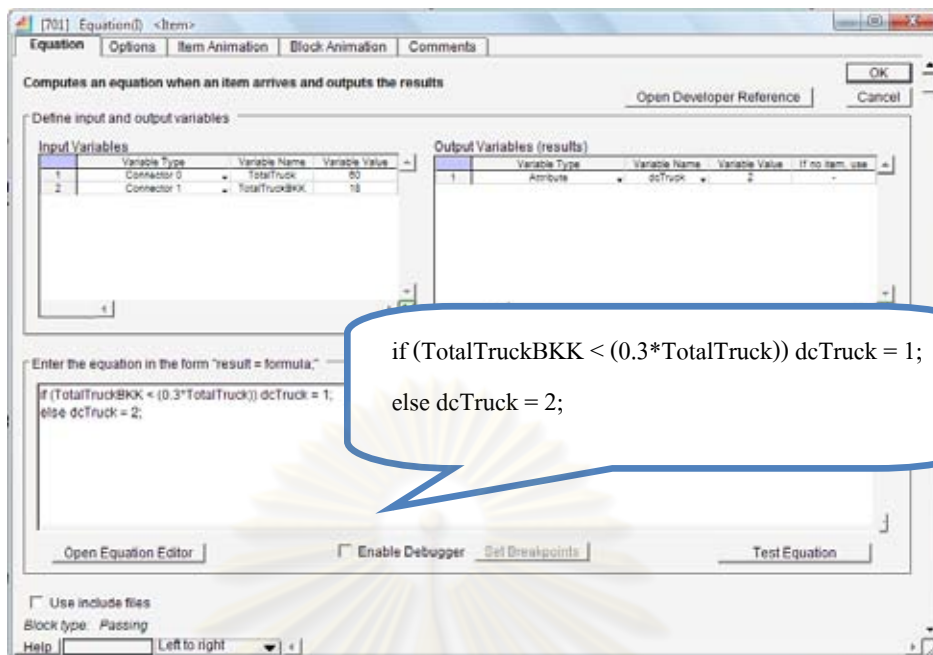 [701] Equation(I) <Item>
Equation Options Item Animation Block Animation Comments
Computes an equation when an item arrives and outputs the results
OK
Open Developer Reference Cancel
Define input and output variables
Input Variables
Variable Type Variable Name Variable Value
1 Connector 0 TotalTruck 60
2 Connector 1 TotalTruckBKK 18
Output Variables (results)
Variable Type Variable Name Variable Value If no item, use
1 Attribute dcTruck 2 -
Enter the equation in the form "result = formula;"
if (TotalTruckBKK < (0.3*TotalTruck)) dcTruck = 1;
else dcTruck = 2;
if (TotalTruckBKK < (0.3*TotalTruck)) dcTruck = 1;
else dcTruck = 2;
Open Equation Editor Enable Debugger Set Breakpoints Test Equation
Use include files
Block type: Passing
Help Left to right